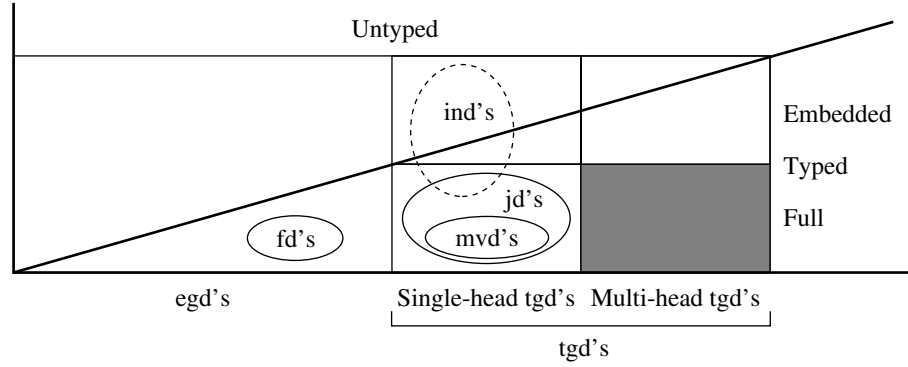 Untyped
ind's
Embedded
Typed
jd's
Full
fd's
mvd's
egd's
Single-head tgd's
Multi-head tgd's
tgd's